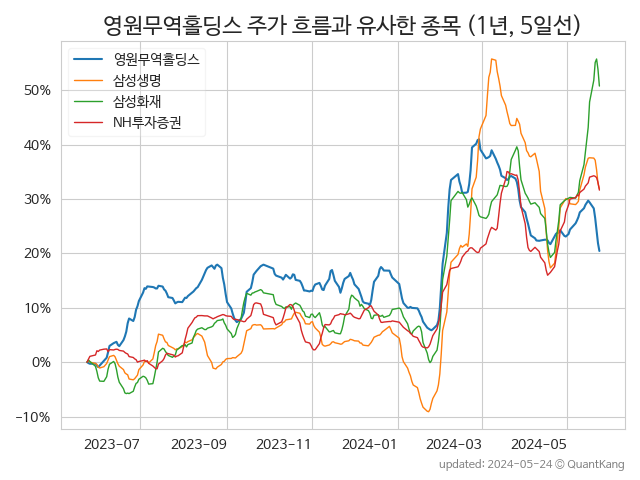 영원무역홀딩스 주가 흐름과 유사한 종목 (1년, 5일선)
영원무역홀딩스
삼성생명
삼성화재
NH투자증권
50%
40%
30%
20%
10%
0%
−10%
2023-07
2023-09
2023-11
2024-01
2024-03
2024-05
updated: 2024-05-24 © QuantKang